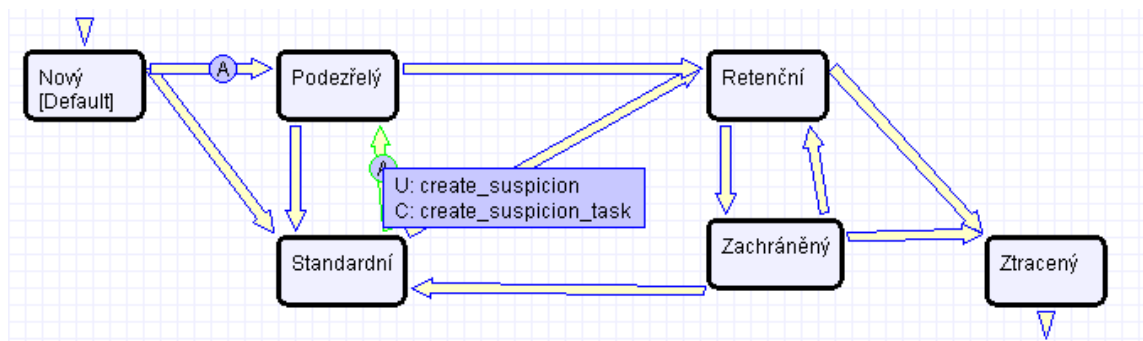 Nový
[Default]
A
Podezřelý
Retenční
A
U: create_suspicion
C: create_suspicion_task
Standardní
Zachráněný
Ztracený